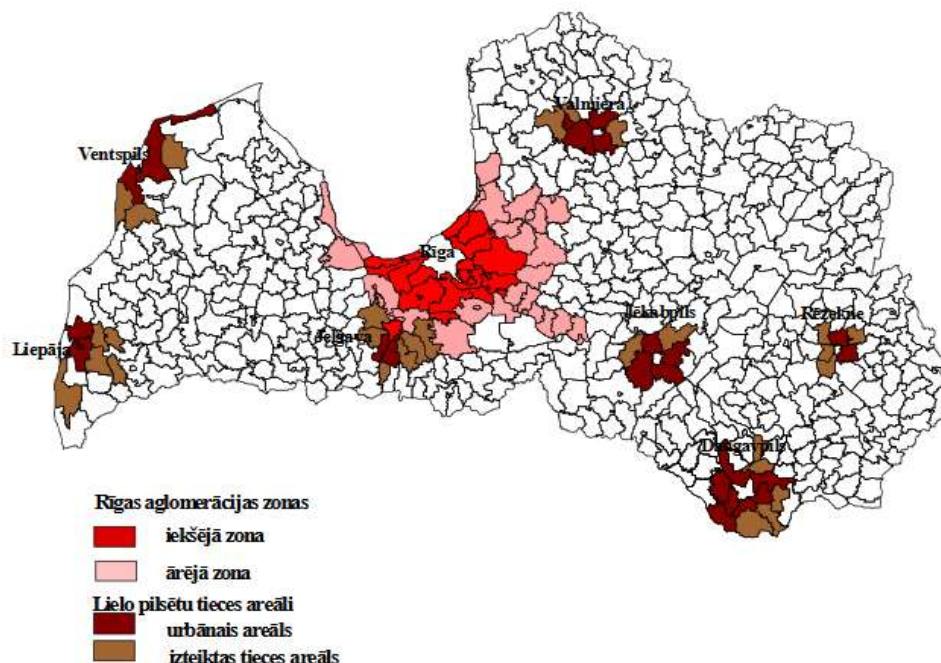 Valmiera
Ventspils
Rīga
Jēkabpils
Rēzekne
Liepāja
Jelgava
Daugavpils
Rīgas aglomerācijas zonas
iekšējā zona
ārējā zona
Lielo pilsētu tieces areāli
urbānais areāls
izteiktas tieces areāls